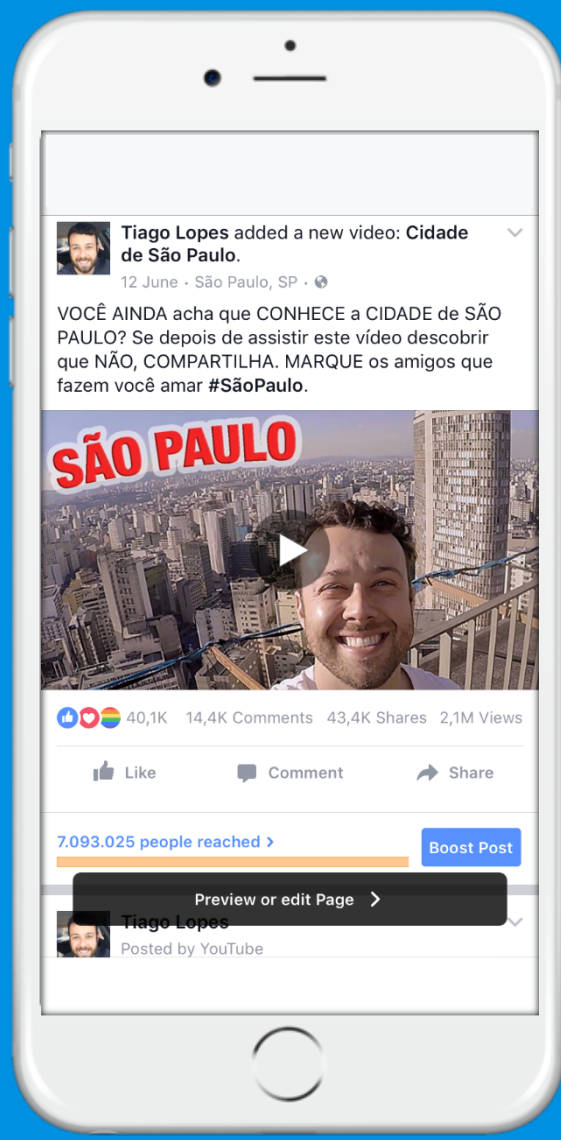 Tiago Lopes added a new video: Cidade
de São Paulo.
12 June · São Paulo, SP ·
VOCÊ AINDA acha que CONHECE a CIDADE de SÃO
PAULO? Se depois de assistir este vídeo descobrir
que NÃO, COMPARTILHA. MARQUE os amigos que
fazem você amar #SãoPaulo.
SÃO PAULO
40,1K 14,4K Comments 43,4K Shares 2,1M Views
Like Comment Share
7.093.025 people reached >
Boost Post
Preview or edit Page >
Tiago Lopes
Posted by YouTube